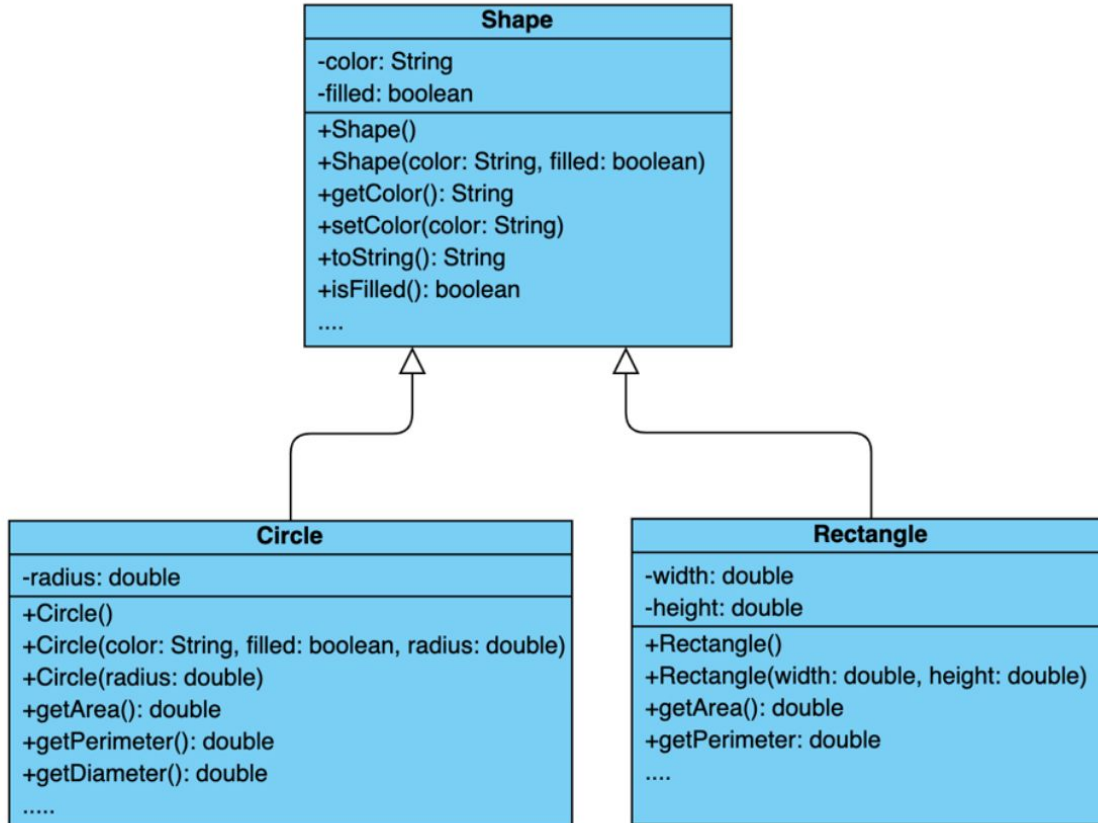 Shape
-color: String
-filled: boolean
+Shape()
+Shape(color: String, filled: boolean)
+getColor(): String
+setColor(color: String)
+toString(): String
+isFilled(): boolean
....
Circle
-radius: double
+Circle()
+Circle(color: String, filled: boolean, radius: double)
+Circle(radius: double)
+getArea(): double
+getPerimeter(): double
+getDiameter(): double
.....
Rectangle
-width: double
-height: double
+Rectangle()
+Rectangle(width: double, height: double)
+getArea(): double
+getPerimeter: double
....